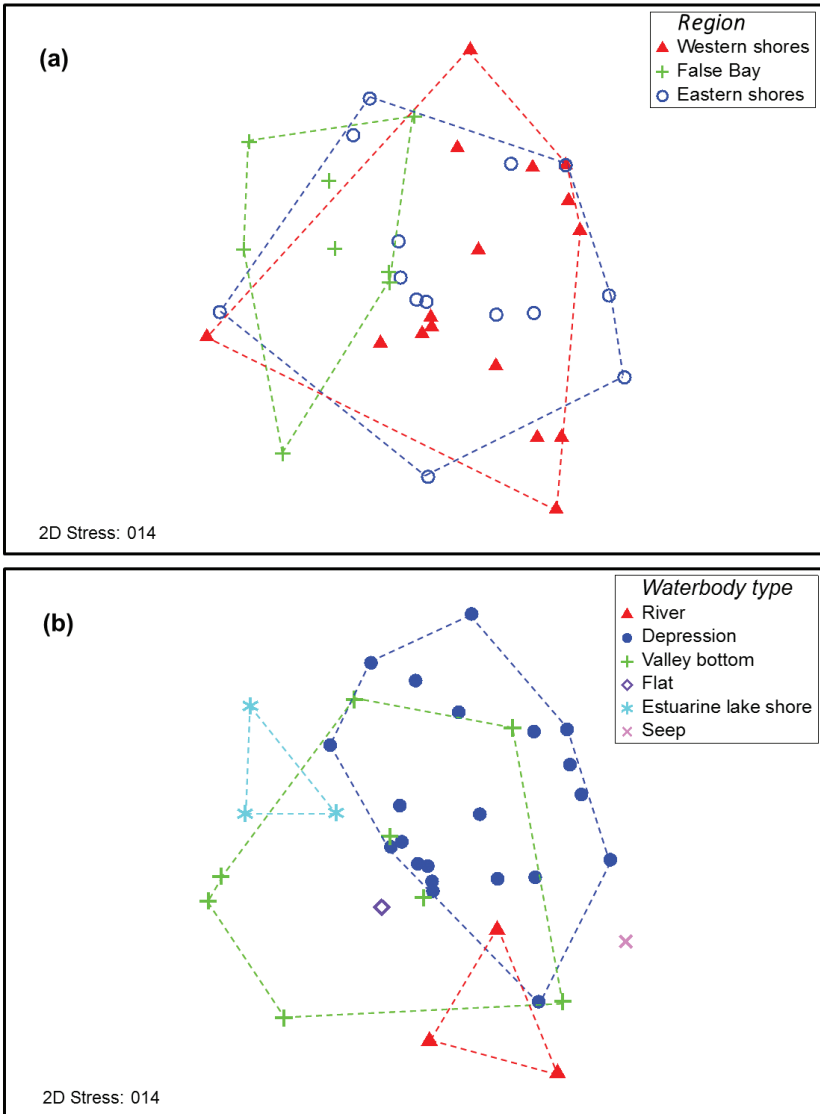 (a)
Region
Western shores
False Bay
Eastern shores
2D Stress: 014
(b)
Waterbody type
River
Depression
Valley bottom
Flat
Estuarine lake shore
Seep
2D Stress: 014